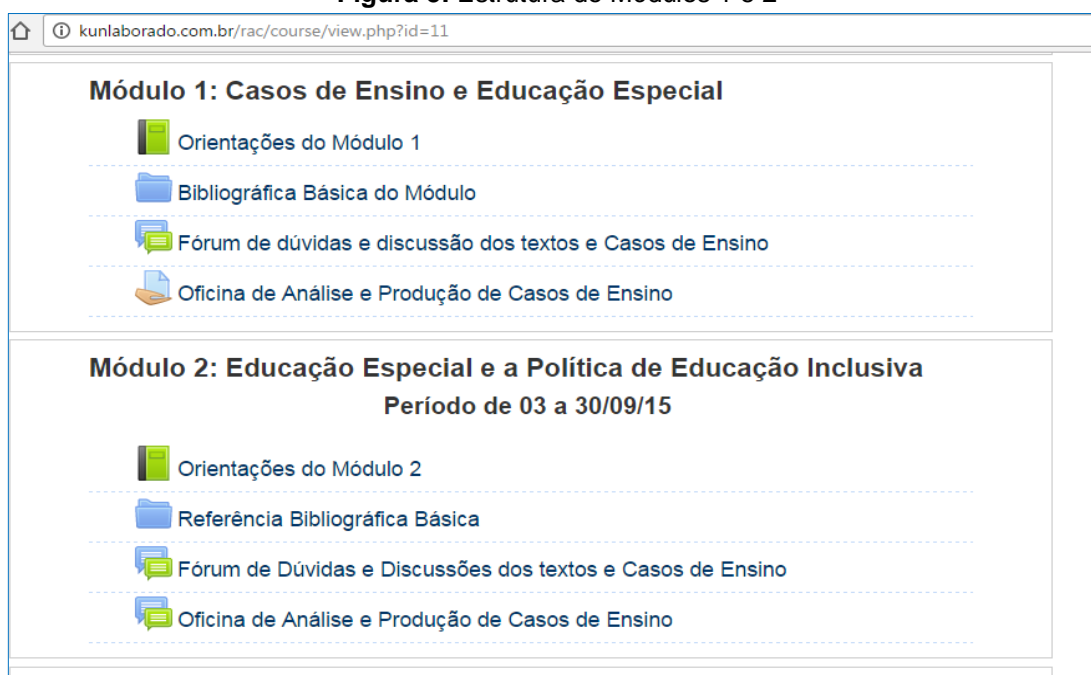 Figura 3: Estrutura do Módulos 1 e 2
kunlaborado.com.br/rac/course/view.php?id=11
Módulo 1: Casos de Ensino e Educação Especial
Orientações do Módulo 1
Bibliográfica Básica do Módulo
Fórum de dúvidas e discussão dos textos e Casos de Ensino
Oficina de Análise e Produção de Casos de Ensino
Módulo 2: Educação Especial e a Política de Educação Inclusiva
Período de 03 a 30/09/15
Orientações do Módulo 2
Referência Bibliográfica Básica
Fórum de Dúvidas e Discussões dos textos e Casos de Ensino
Oficina de Análise e Produção de Casos de Ensino